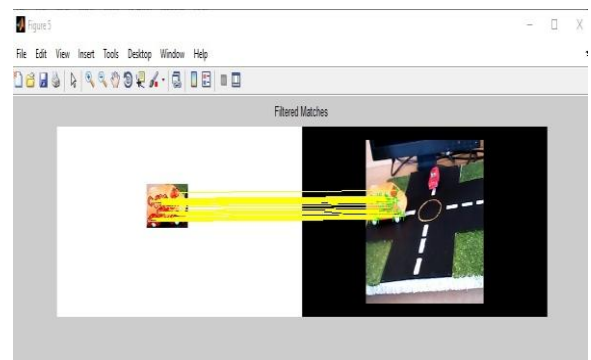 Figure 5
File Edit View Insert Tools Desktop Window Help
Filtered Matches